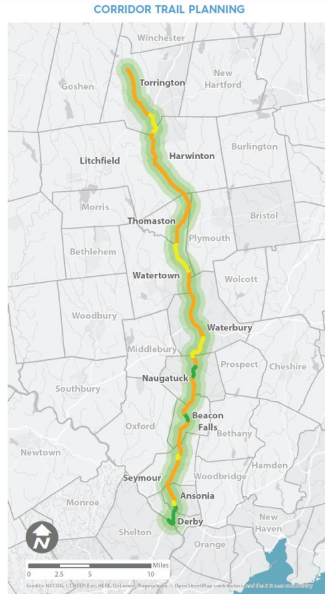 CORRIDOR TRAIL PLANNING
Winchester
Torrington
New
Hartford
Goshen
Burlington
Harwinton
Litchfield
Morris
Bristol
Thomaston
Plymouth
Bethlehem
Watertown
Wolcott
Woodbury
Waterbury
Middlebury
Prospect
Cheshire
Naugatuck
Southbury
Beacon
Falls
Oxford
Bethany
Newtown
Hamden
Seymour
Woodbridge
Ansonia
Monroe
Derby
New
Haven
Shelton
Orange
N
Miles
0 2.5 5 10